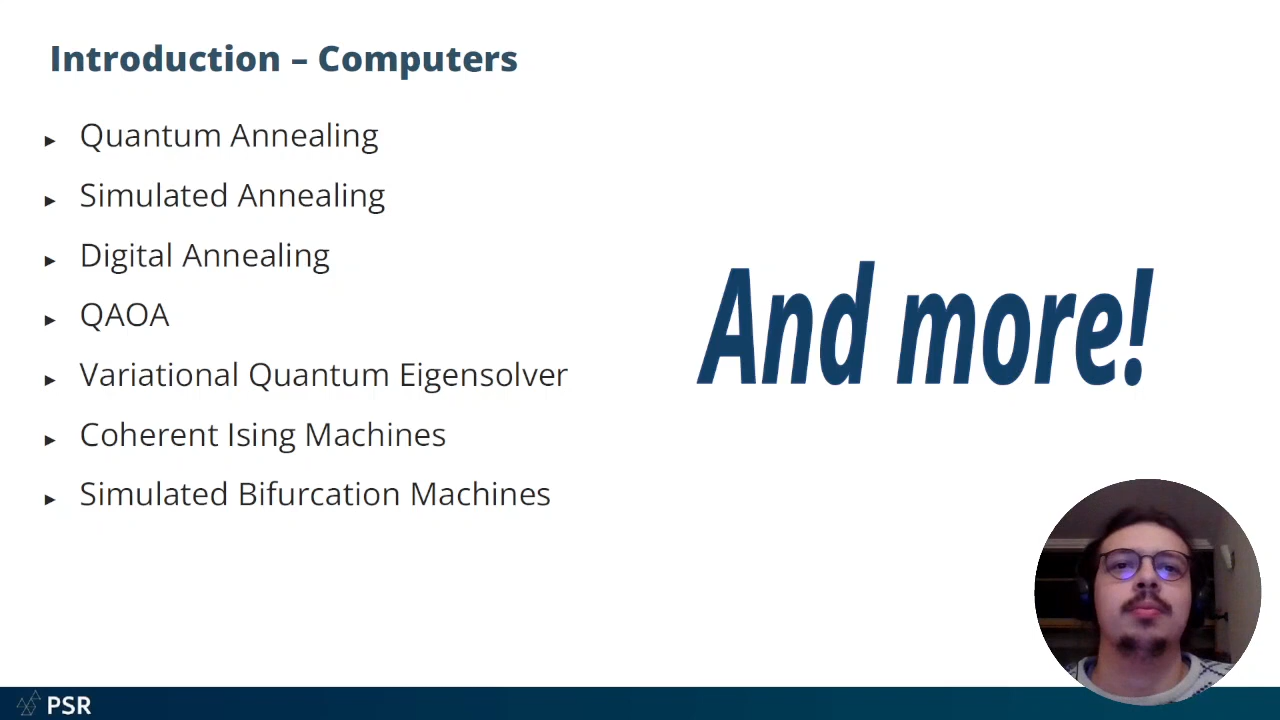 Introduction – Computers
Quantum Annealing
Simulated Annealing
Digital Annealing
QAOA
Variational Quantum Eigensolver
Coherent Ising Machines
Simulated Bifurcation Machines
And more!
PSR